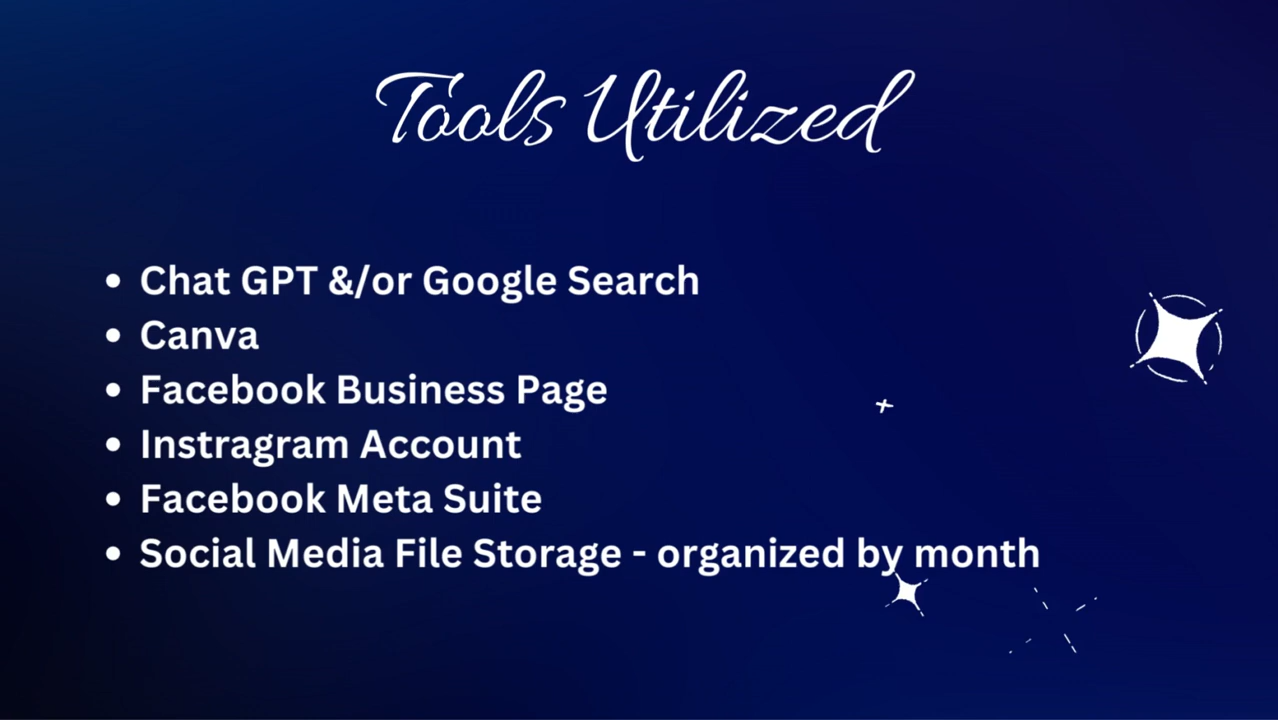 Tools Utilized
• Chat GPT &/or Google Search
• Canva
• Facebook Business Page
• Instragram Account
• Facebook Meta Suite
• Social Media File Storage - organized by month